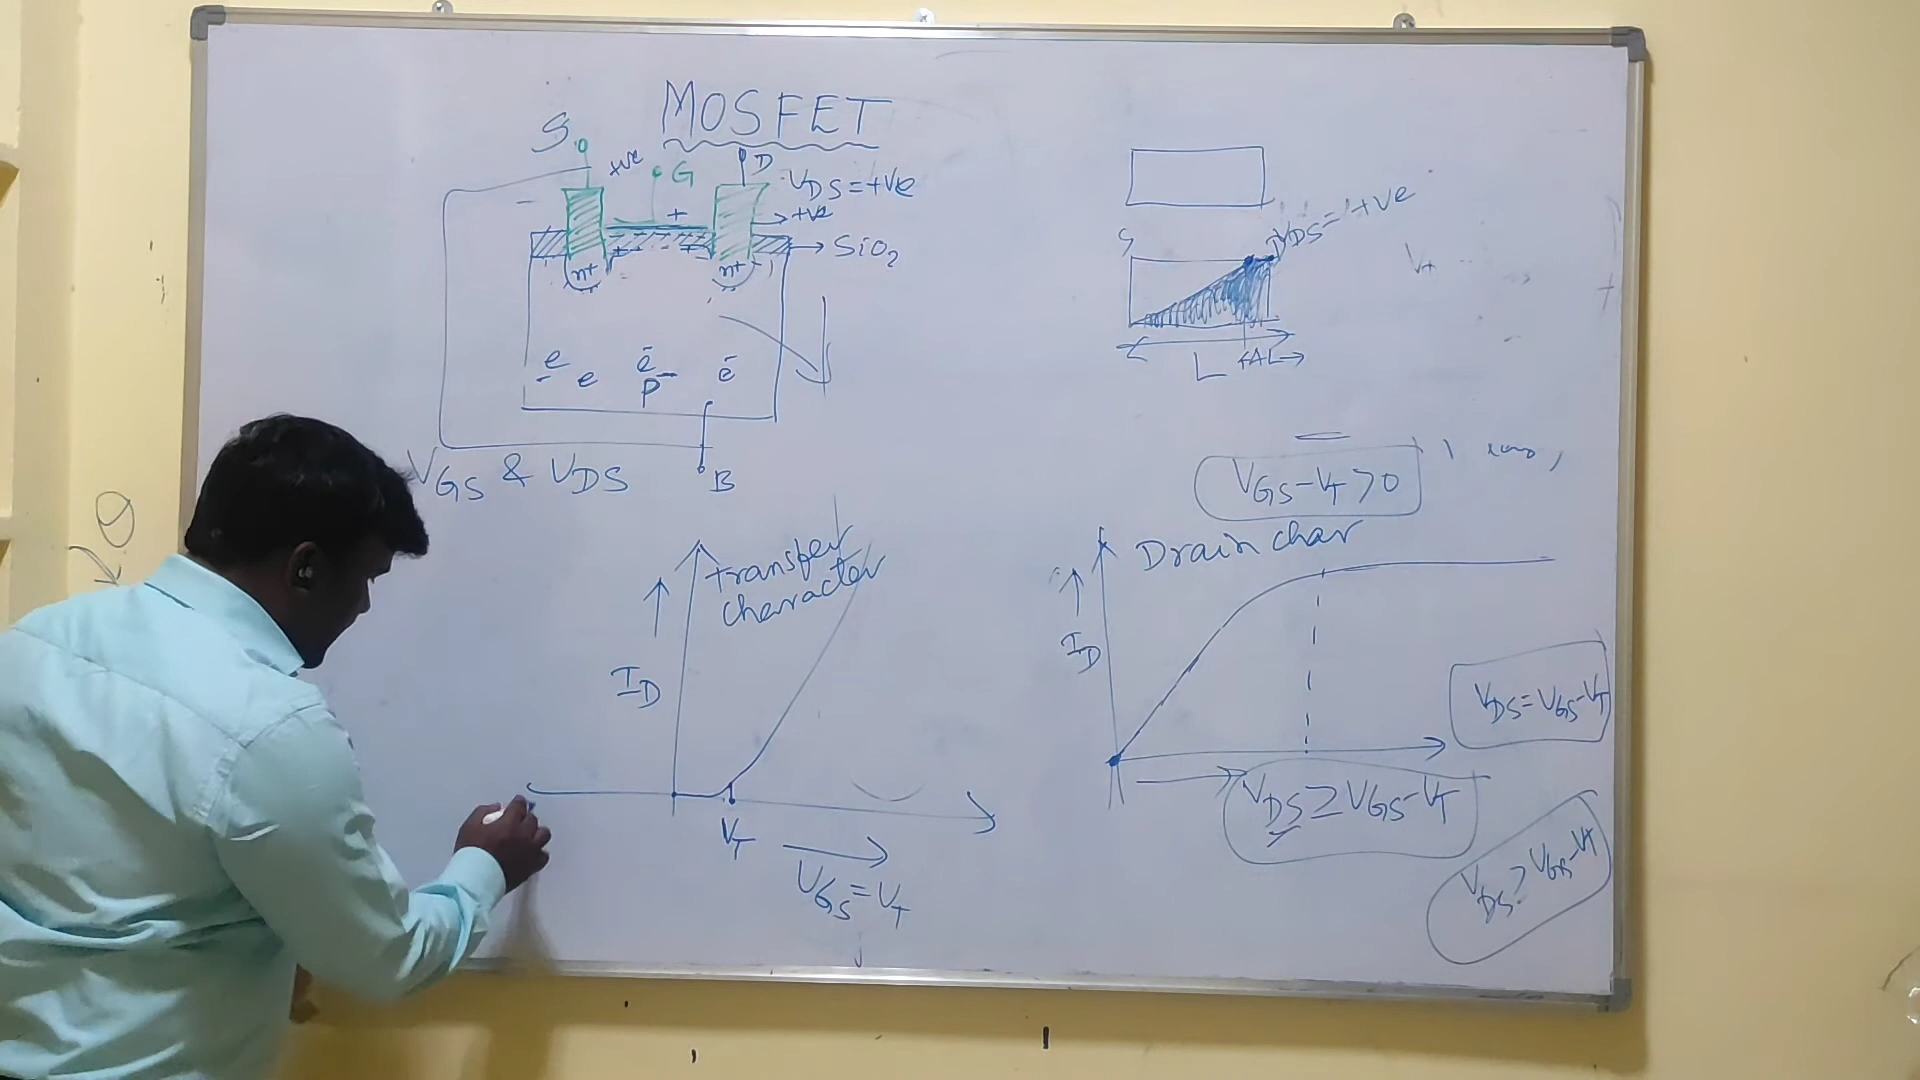 MOSFET
S
+ve
G
D
VDS = +ve
+
+ve
SiO2
n+
n+
e
e
e
p-
e
VGS & VDS
B
S
VDS = +ve
L
ΔL
V+
VGS-VT >0
Transfer
character
ID
VT
VGS = VT
Drain char
ID
VDS = VGS-VT
VDS ≥ VGS-VT
VDS > VGS-VT